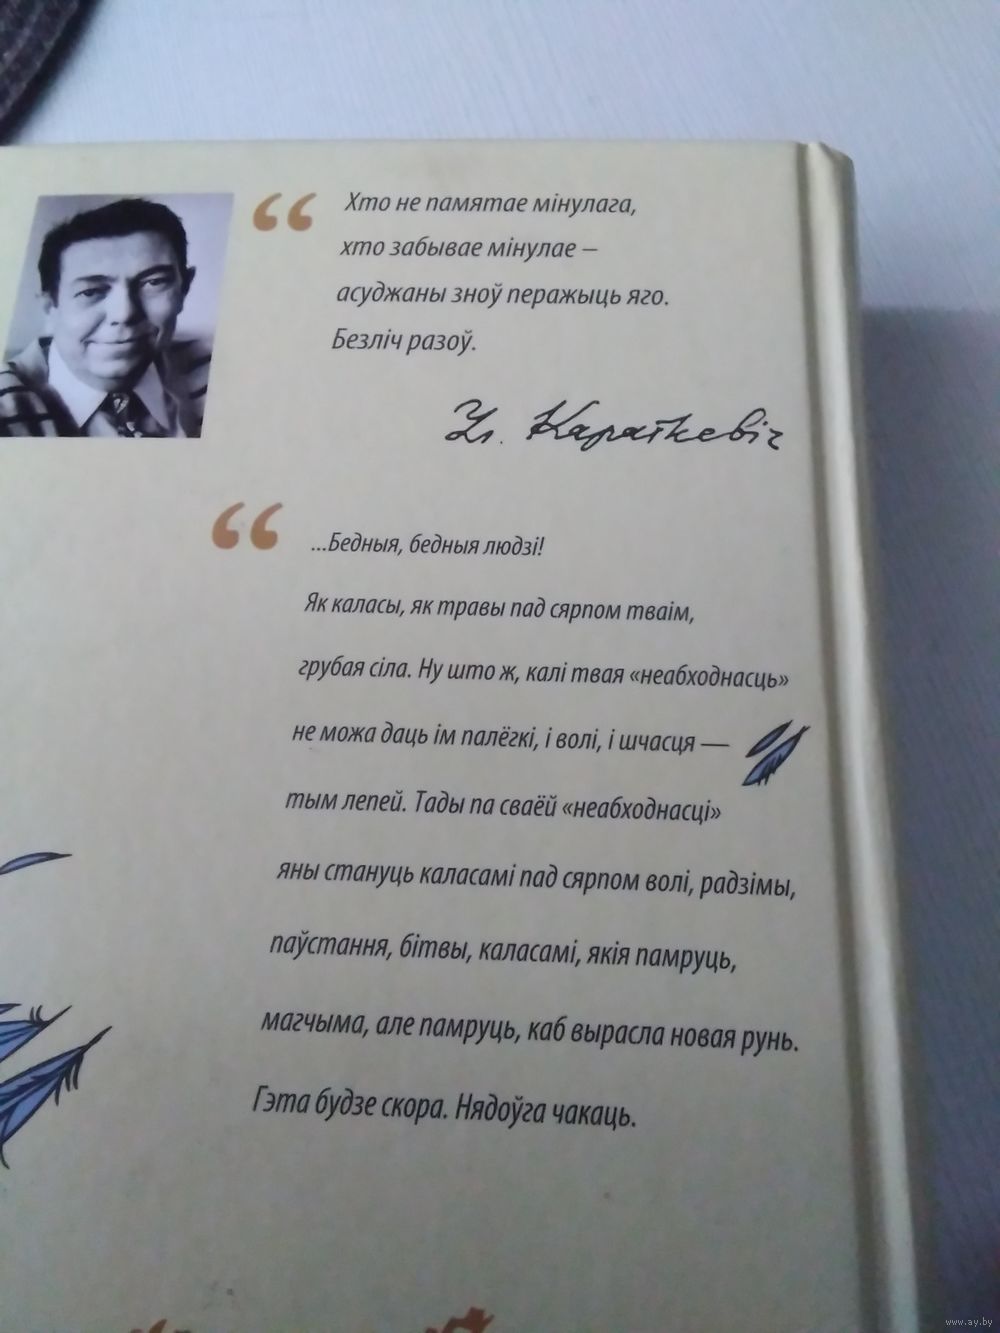 “ Хто не памятае мінулага,
хто забывае мінулае –
асуджаны зноў перажыць яго.
Безліч разоў.
Ул. Караткевіч
“ ...Бедныя, бедныя людзі!
Як каласы, як травы пад сярпом тваім,
грубая сіла. Ну што ж, калі твая «неабходнасць»
не можа даць ім палёгкі, і волі, і шчасця —
тым лепей. Тады па сваёй «неабходнасці»
яны стануць каласамі пад сярпом волі, радзімы,
паўстання, бітвы, каласамі, якія памруць,
магчыма, але памруць, каб вырасла новая рунь.
Гэта будзе скора. Нядоўга чакаць.
www.ay.by